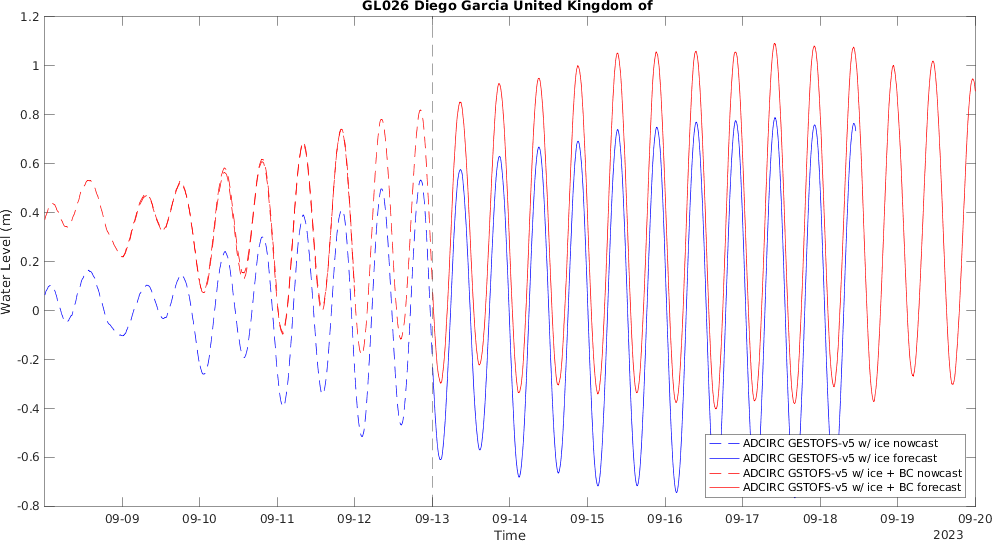 GL026 Diego Garcia United Kingdom of
1.2
1
0.8
0.6
0.4
0.2
0
-0.2
-0.4
-0.6
-0.8
Water Level (m)
ADCIRC GESTOFS-v5 w/ ice nowcast
ADCIRC GESTOFS-v5 w/ ice forecast
ADCIRC GSTOFS-v5 w/ ice + BC nowcast
ADCIRC GSTOFS-v5 w/ ice + BC forecast
09-09 09-10 09-11 09-12 09-13 09-14 09-15 09-16 09-17 09-18 09-19 09-20
Time
2023